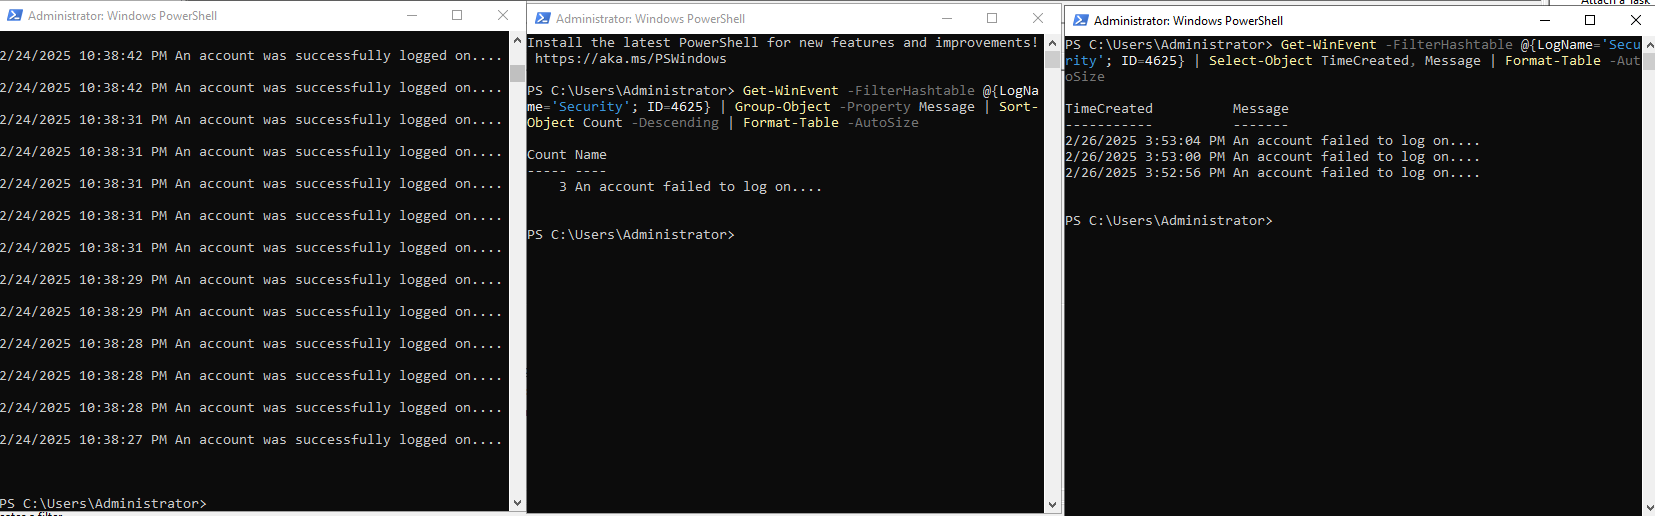 Administrator: Windows PowerShell
2/24/2025 10:38:42 PM An account was successfully logged on....
2/24/2025 10:38:42 PM An account was successfully logged on....
2/24/2025 10:38:31 PM An account was successfully logged on....
2/24/2025 10:38:31 PM An account was successfully logged on....
2/24/2025 10:38:31 PM An account was successfully logged on....
2/24/2025 10:38:31 PM An account was successfully logged on....
2/24/2025 10:38:31 PM An account was successfully logged on....
2/24/2025 10:38:29 PM An account was successfully logged on....
2/24/2025 10:38:29 PM An account was successfully logged on....
2/24/2025 10:38:28 PM An account was successfully logged on....
2/24/2025 10:38:28 PM An account was successfully logged on....
2/24/2025 10:38:28 PM An account was successfully logged on....
2/24/2025 10:38:27 PM An account was successfully logged on....
PS C:\Users\Administrator>
Administrator: Windows PowerShell
Install the latest PowerShell for new features and improvements!
https://aka.ms/PSWindows
PS C:\Users\Administrator> Get-WinEvent -FilterHashtable @{LogNa
me='Security'; ID=4625} | Group-Object -Property Message | Sort-
Object Count -Descending | Format-Table -AutoSize
Count Name
----- ----
3 An account failed to log on....
PS C:\Users\Administrator>
Attach a Task
Administrator: Windows PowerShell
PS C:\Users\Administrator> Get-WinEvent -FilterHashtable @{LogName='Secu
rity'; ID=4625} | Select-Object TimeCreated, Message | Format-Table -Aut
oSize
TimeCreated Message
----------- -------
2/26/2025 3:53:04 PM An account failed to log on....
2/26/2025 3:53:00 PM An account failed to log on....
2/26/2025 3:52:56 PM An account failed to log on....
PS C:\Users\Administrator>